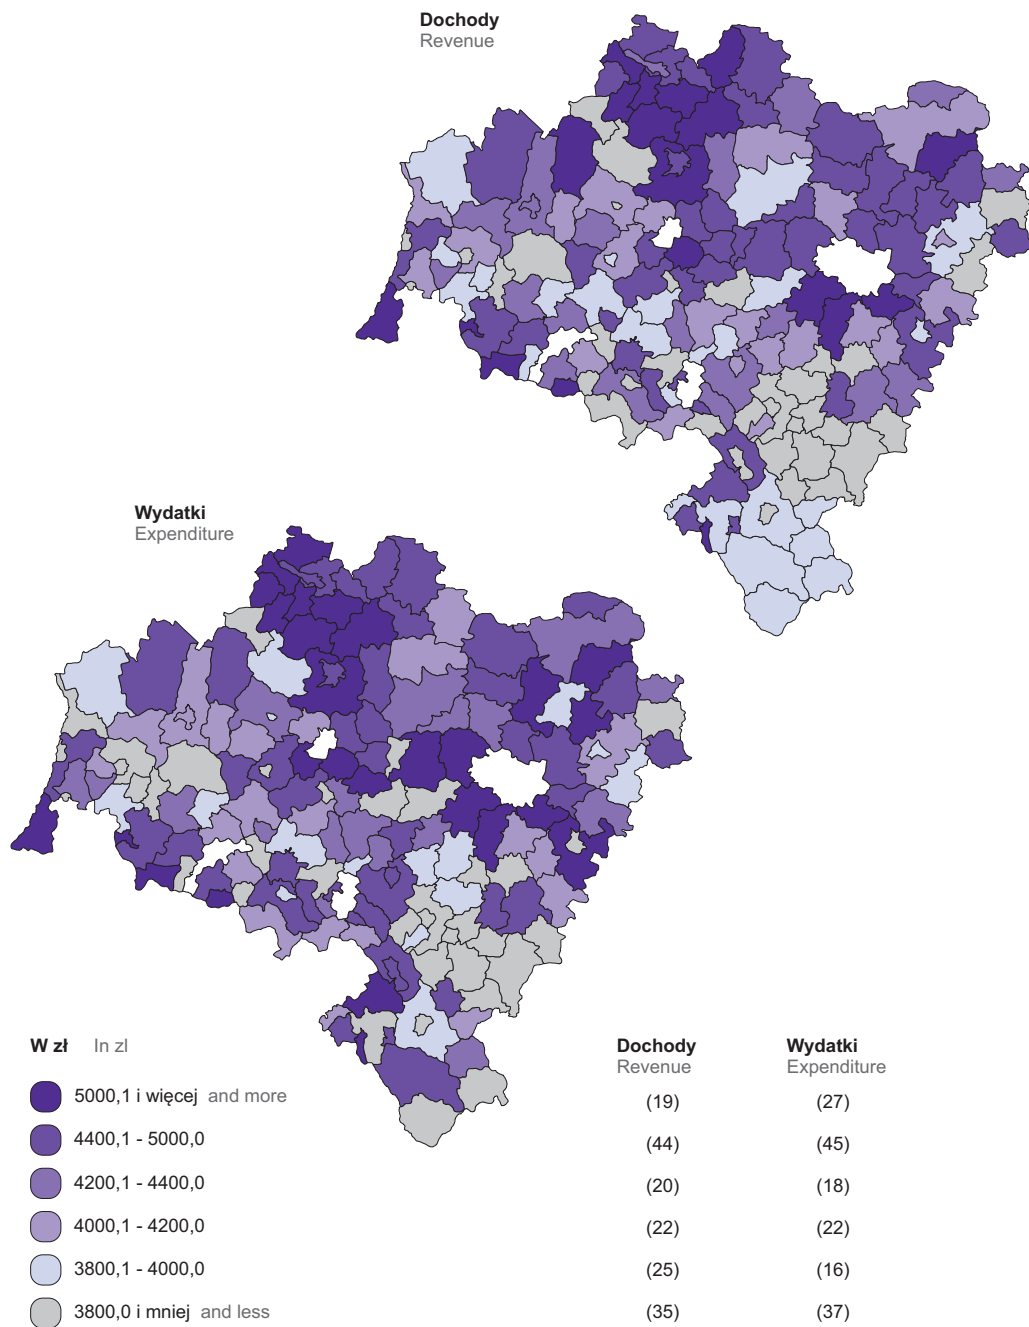 Dochody
Revenue
Wydatki
Expenditure
W zł In zl
Dochody Wydatki
Revenue Expenditure
5000,1 i więcej and more (19) (27)
4400,1 - 5000,0 (44) (45)
4200,1 - 4400,0 (20) (18)
4000,1 - 4200,0 (22) (22)
3800,1 - 4000,0 (25) (16)
3800,0 i mniej and less (35) (37)